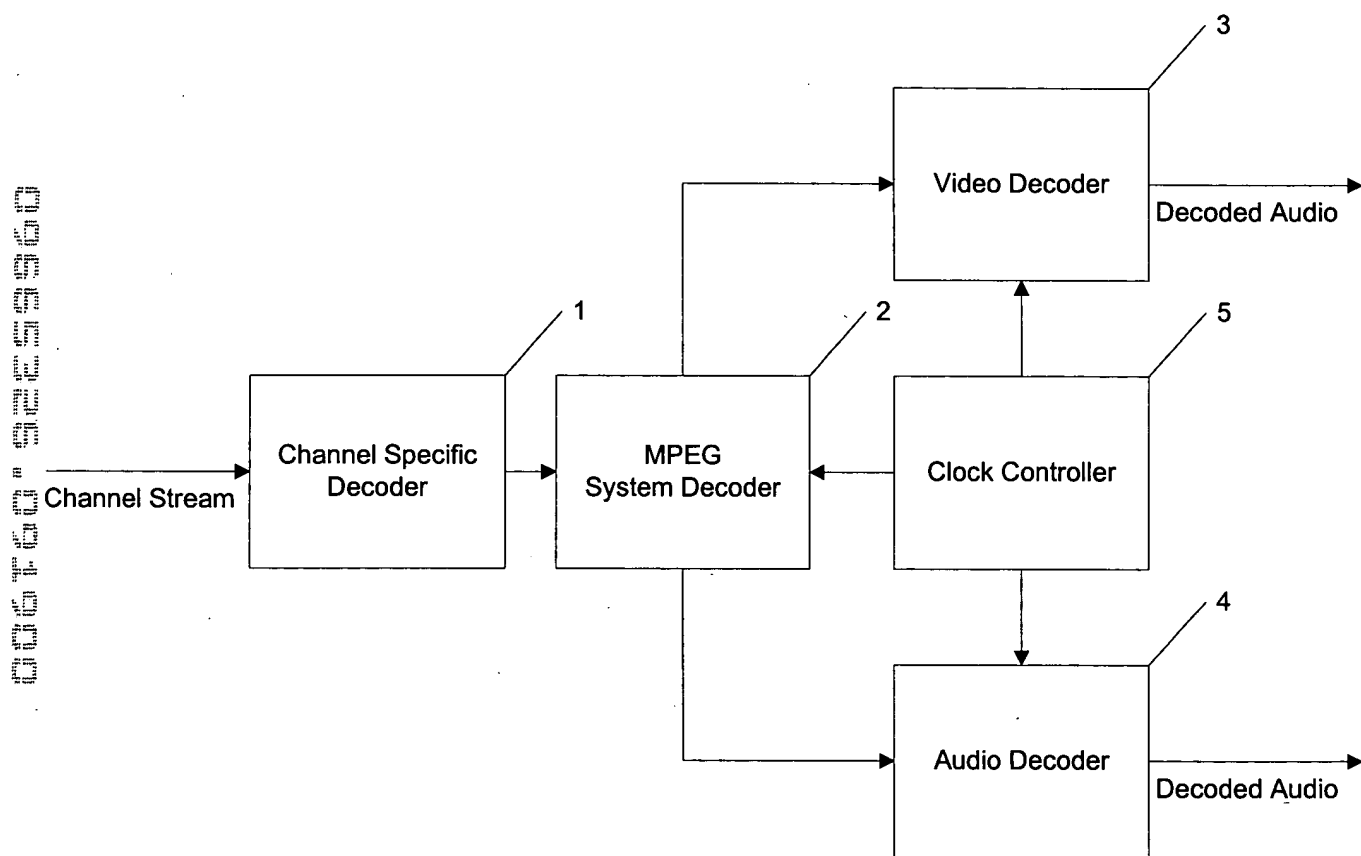 3
Video Decoder
Decoded Audio
1
2
5
Channel Specific
Decoder
MPEG
System Decoder
Clock Controller
Channel Stream
4
Audio Decoder
Decoded Audio